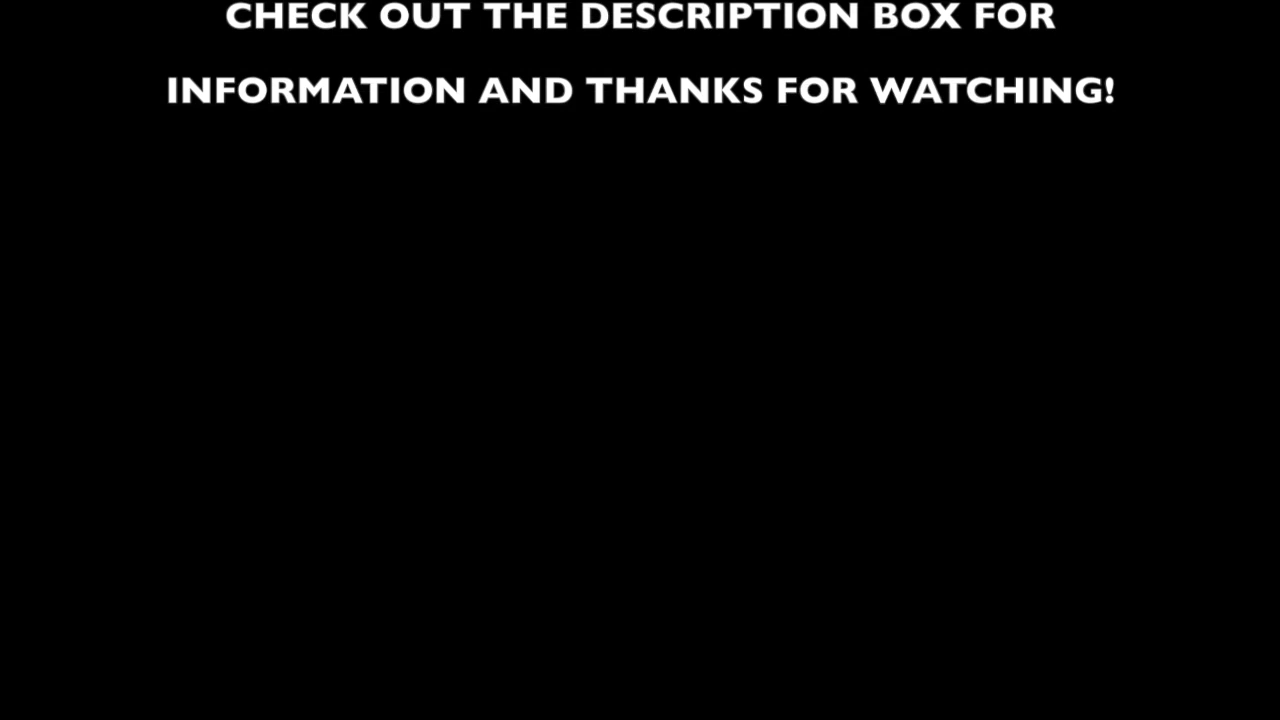 CHECK OUT THE DESCRIPTION BOX FOR
INFORMATION AND THANKS FOR WATCHING!